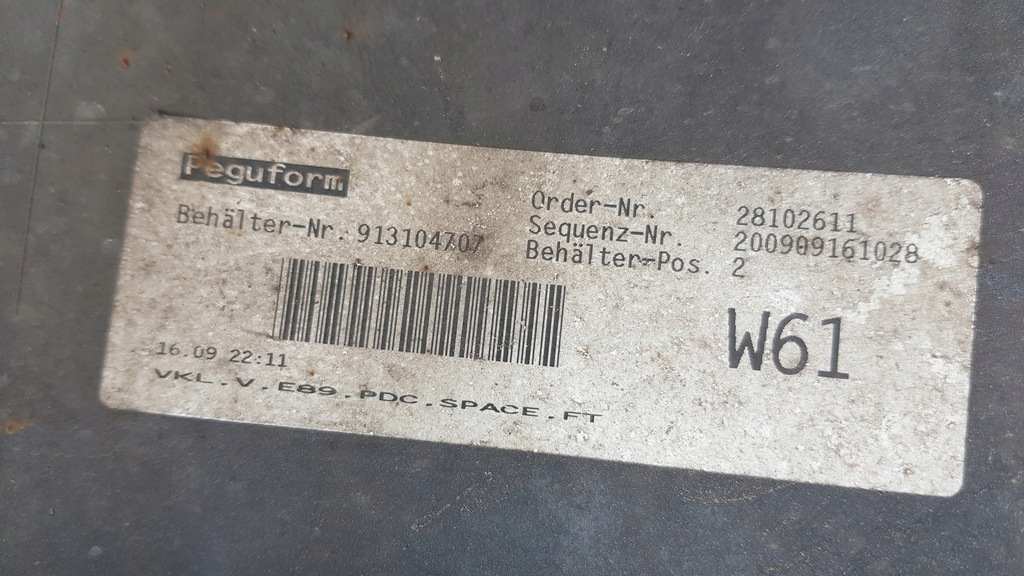 Peguform
Behälter-Nr. 913104707
Order-Nr. 28102611
Sequenz-Nr. 200909161028
Behälter-Pos. 2
W61
16.09 22:11
VKL.V.E89.PDC.SPACE.FT